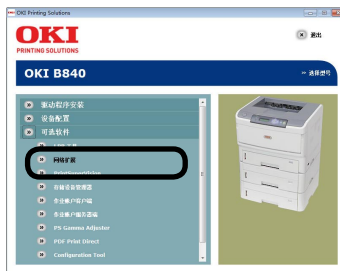 OKI Printing Solutions
OKI
PRINTING SOLUTIONS
退出
OKI B840
选择型号
驱动程序安装
设备配置
可选软件
网络扩展
PrintSuperVision
存储设备管理器
作业帐户客户端
作业帐户服务器端
PS Gamma Adjuster
PDF Print Direct
Configuration Tool